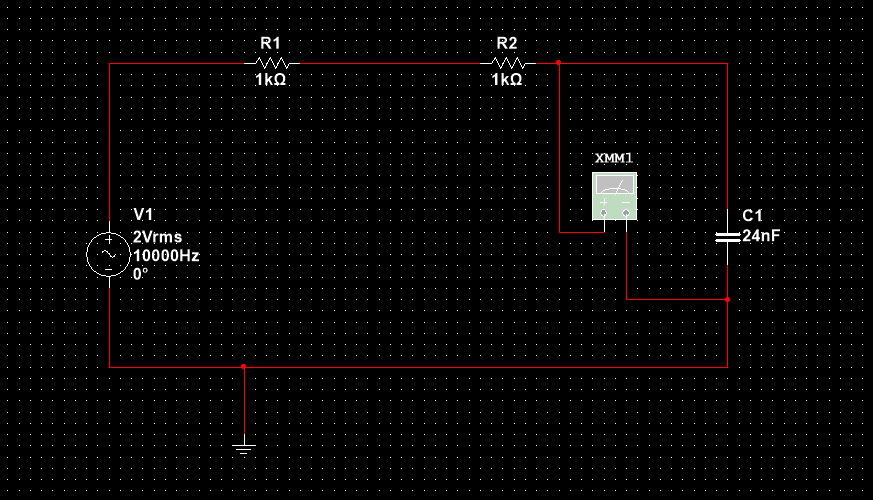 R1
1kΩ
R2
1kΩ
XMM1
V1
2Vrms
10000Hz
0°
C1
24nF